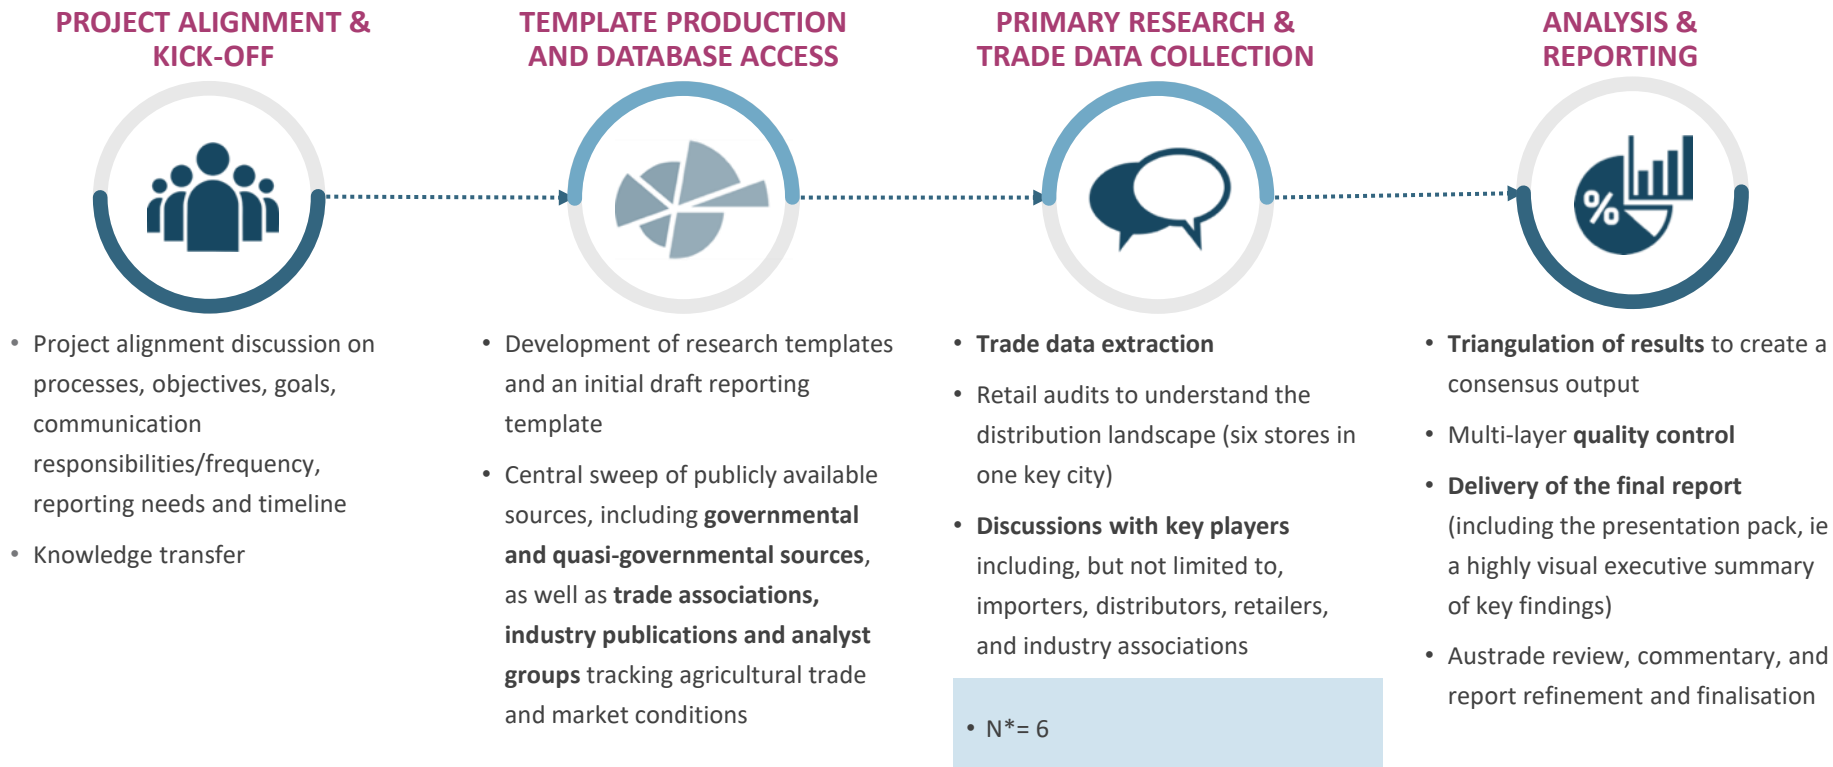 PROJECT ALIGNMENT &
KICK-OFF
• Project alignment discussion on
processes, objectives, goals,
communication
responsibilities/frequency,
reporting needs and timeline
• Knowledge transfer
TEMPLATE PRODUCTION
AND DATABASE ACCESS
• Development of research templates
and an initial draft reporting
template
• Central sweep of publicly available
sources, including governmental
and quasi-governmental sources,
as well as trade associations,
industry publications and analyst
groups tracking agricultural trade
and market conditions
PRIMARY RESEARCH &
TRADE DATA COLLECTION
• Trade data extraction
• Retail audits to understand the
distribution landscape (six stores in
one key city)
• Discussions with key players
including, but not limited to,
importers, distributors, retailers,
and industry associations
• N*= 6
ANALYSIS &
REPORTING
%
• Triangulation of results to create a
consensus output
• Multi-layer quality control
• Delivery of the final report
(including the presentation pack, ie
a highly visual executive summary
of key findings)
• Austrade review, commentary, and
report refinement and finalisation